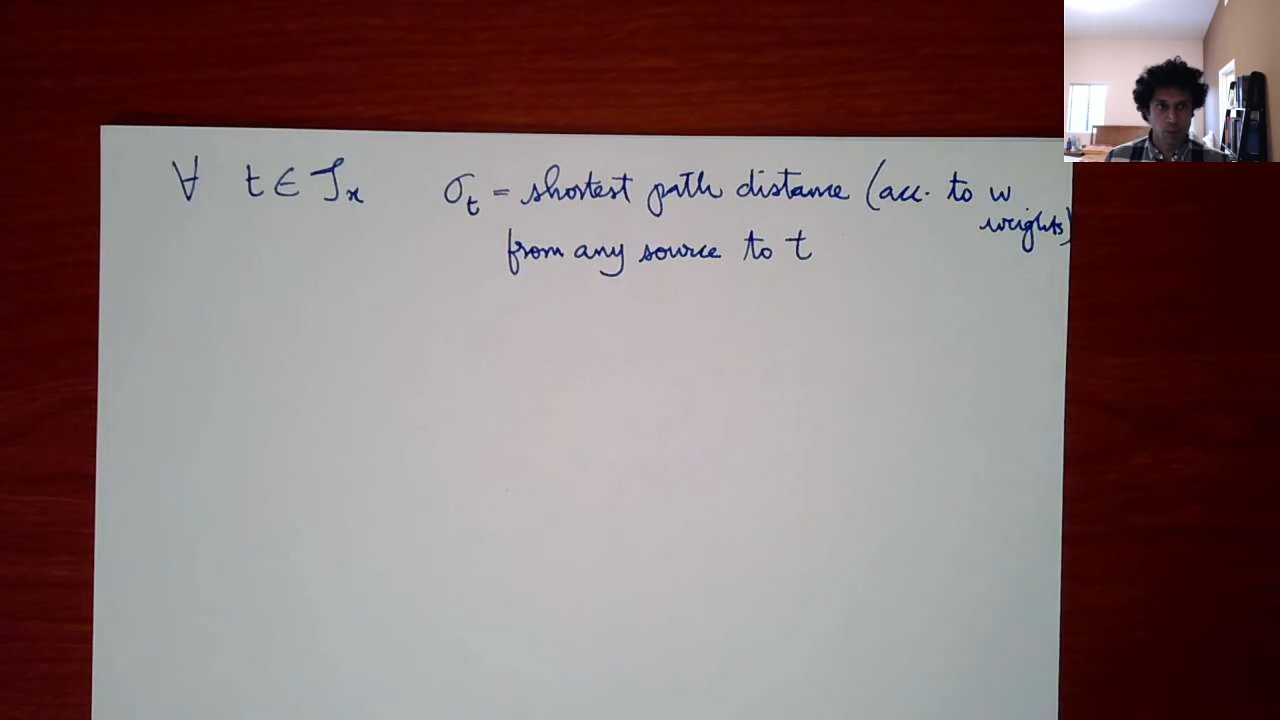 ∀ t ∈ T_x σ_t = shortest path distance (acc. to w
weights)
from any source to t